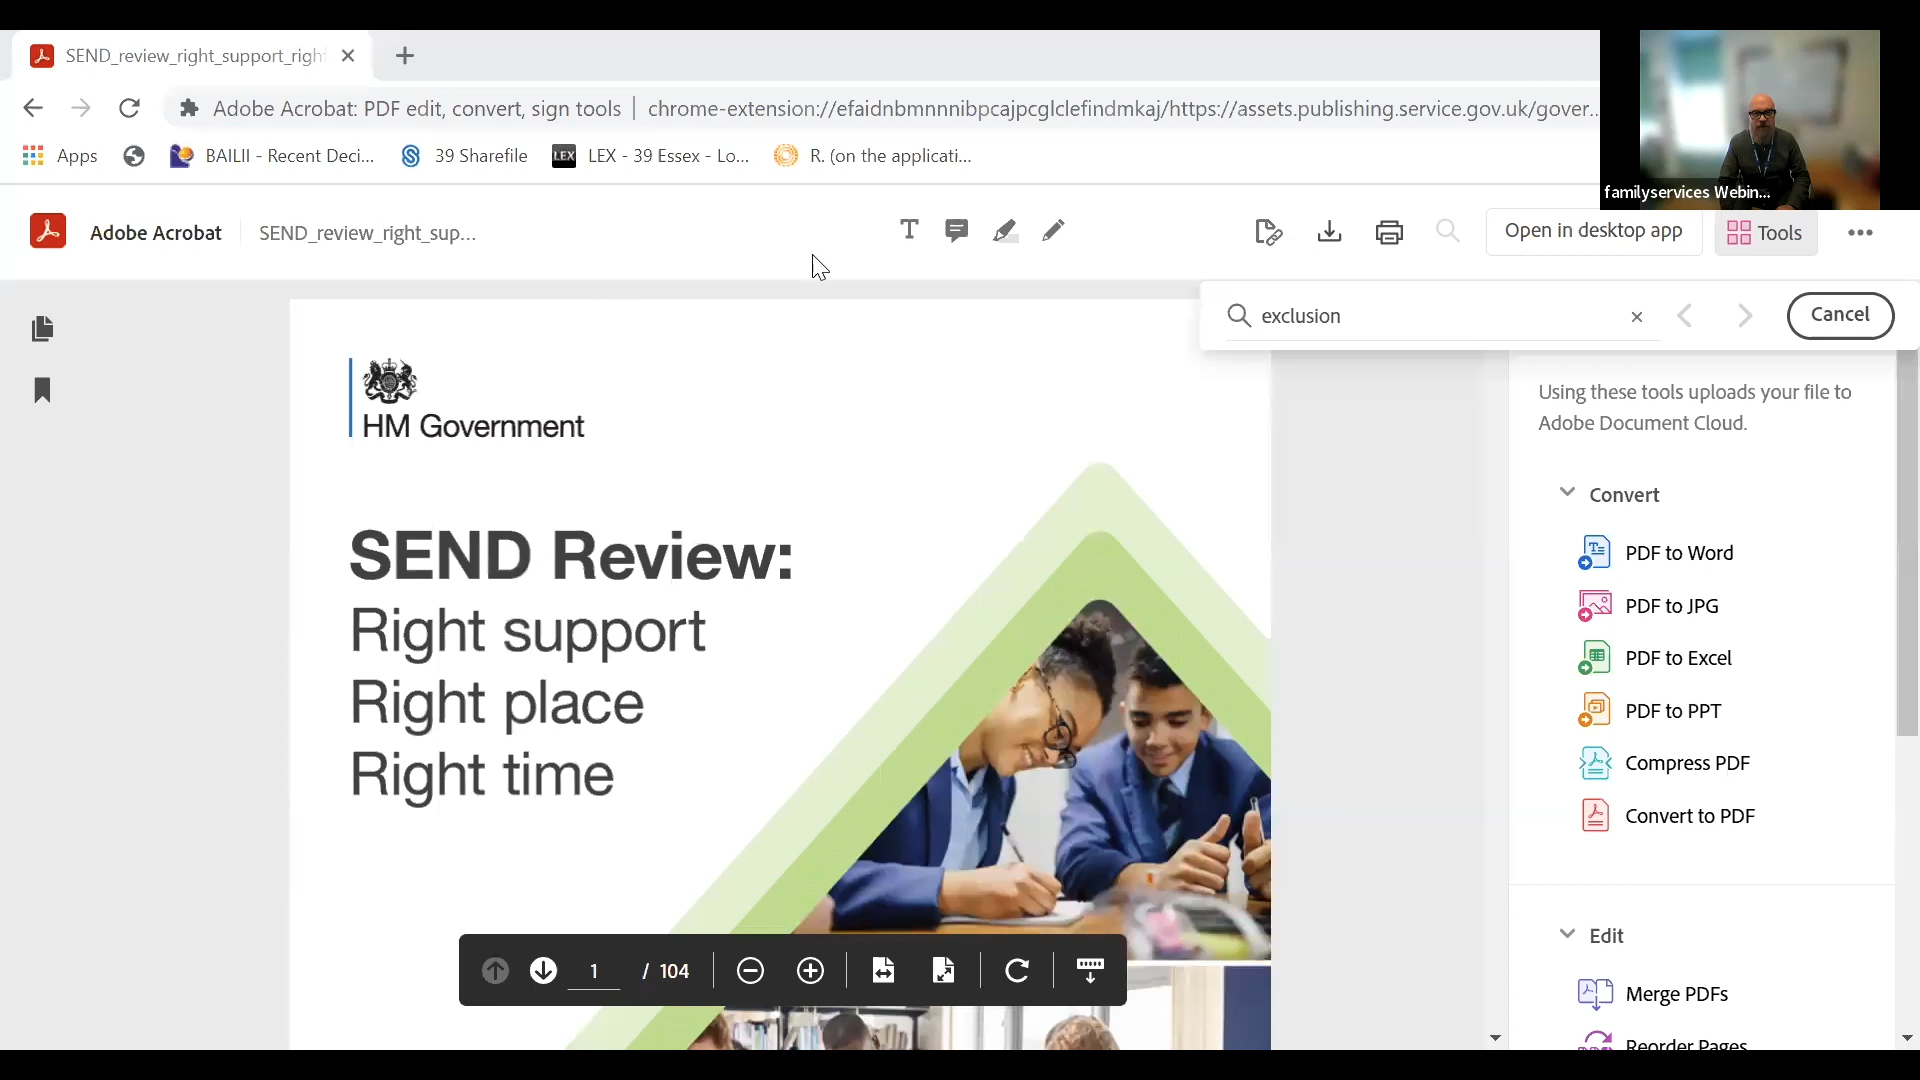 SEND_review_right_support_right
Adobe Acrobat: PDF edit, convert, sign tools | chrome-extension://efaidnbmnnnibpcajpcglclefindmkaj/https://assets.publishing.service.gov.uk/gover...
Apps BAILII - Recent Deci... 39 Sharefile LEX LEX - 39 Essex - Lo... R. (on the applicati...
familyservices Webin...
Adobe Acrobat SEND_review_right_sup... Open in desktop app Tools
exclusion Cancel
Using these tools uploads your file to
Adobe Document Cloud.
HM Government
SEND Review:
Right support
Right place
Right time
Convert
PDF to Word
PDF to JPG
PDF to Excel
PDF to PPT
Compress PDF
Convert to PDF
Edit
Merge PDFs
Reorder Pages
1 / 104